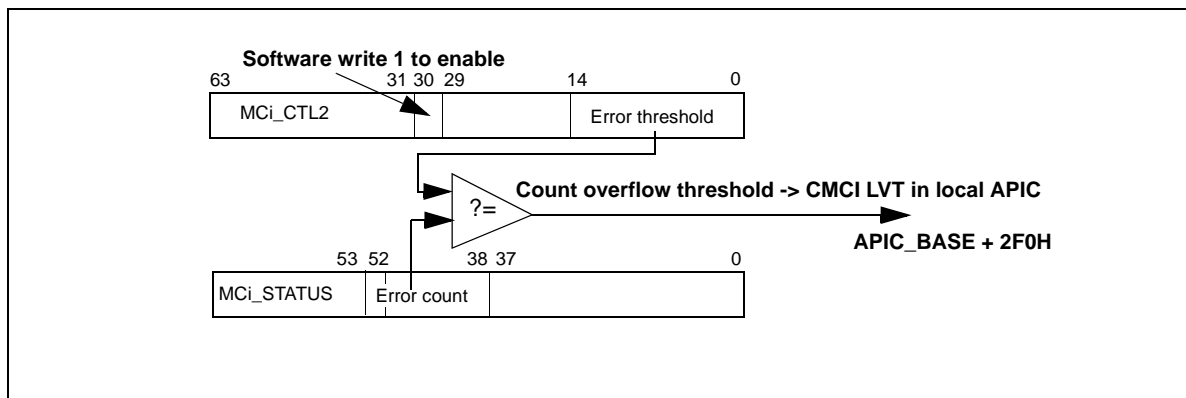 Software write 1 to enable
63 31 30 29 14 0
MCi_CTL2 Error threshold
?=
Count overflow threshold -> CMCI LVT in local APIC
APIC_BASE + 2F0H
53 52 38 37 0
MCi_STATUS Error count